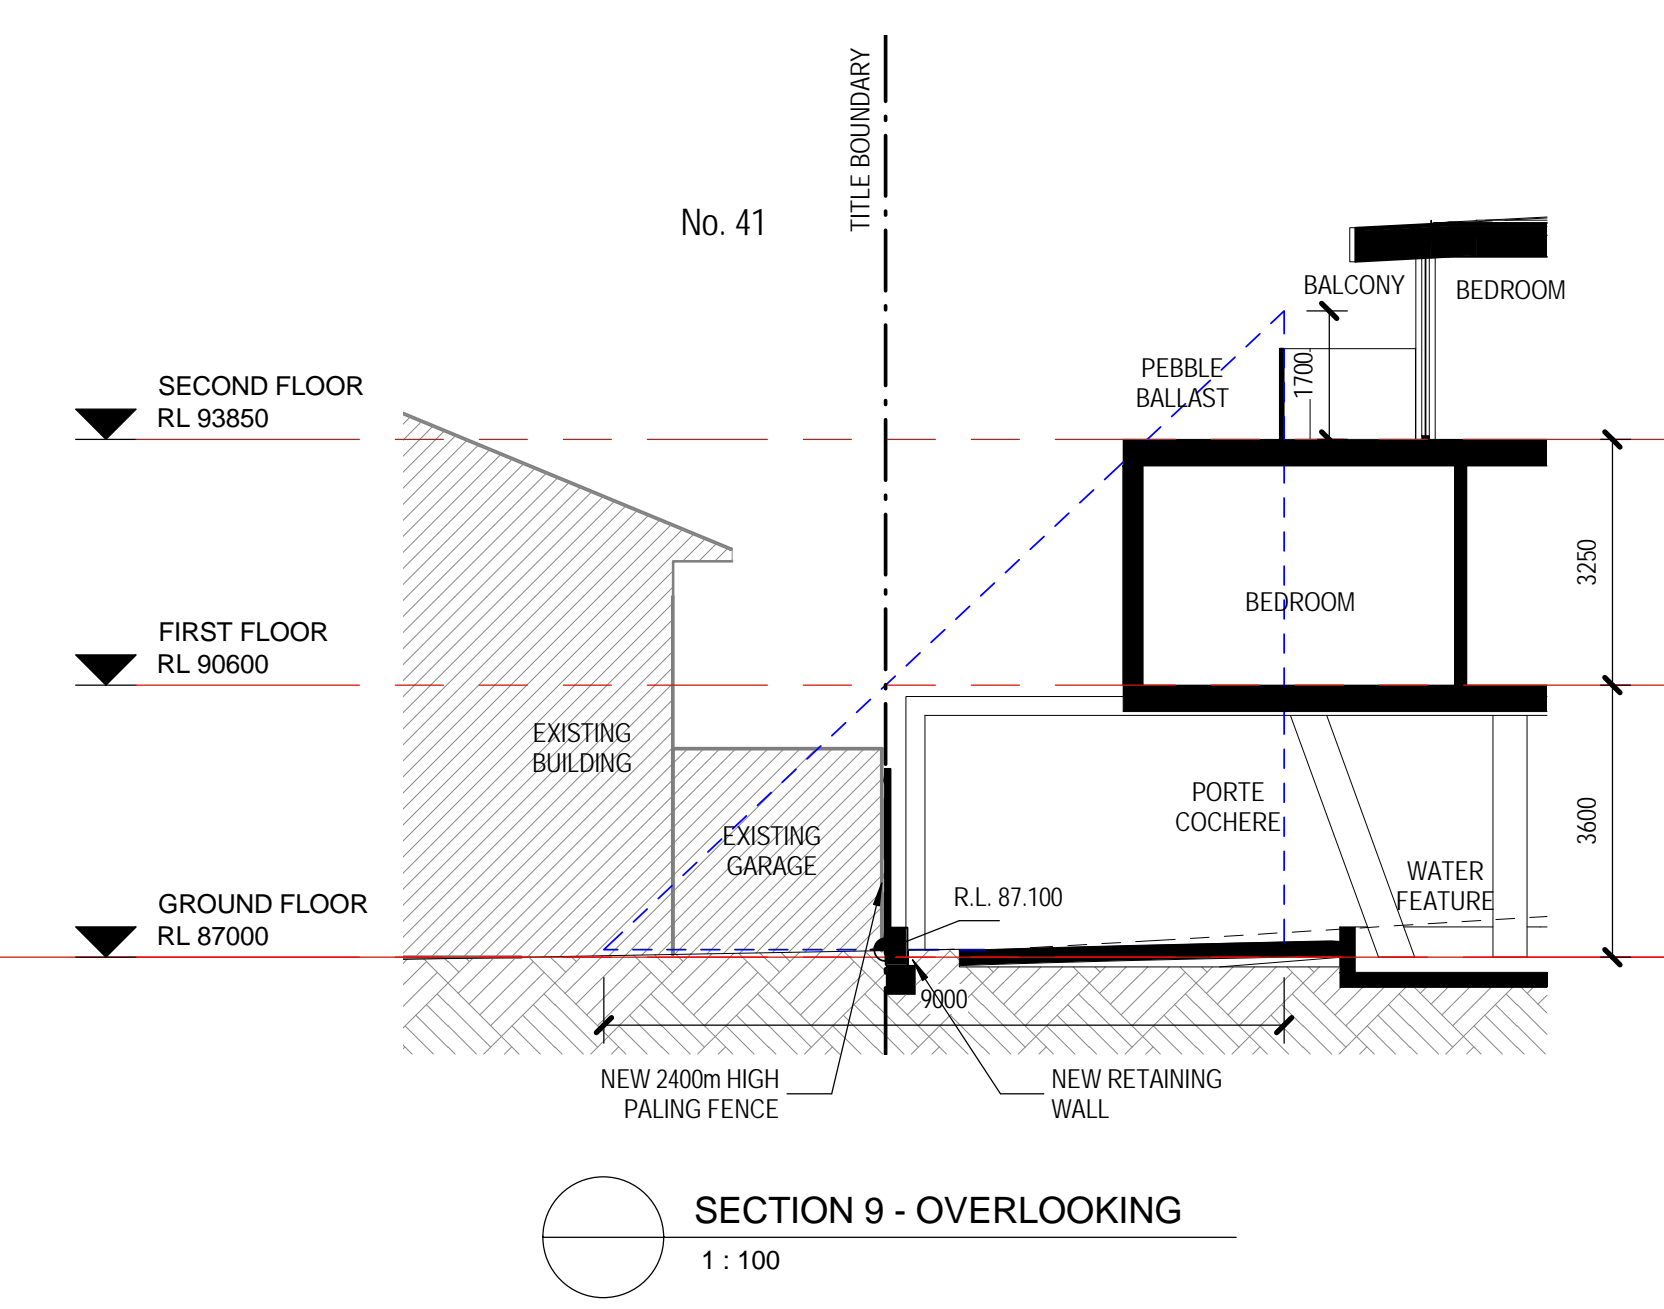 TITLE BOUNDARY
No. 41
BALCONY
BEDROOM
PEBBLE
BALLAST
1700
SECOND FLOOR
RL 93850
3250
BEDROOM
FIRST FLOOR
RL 90600
EXISTING
BUILDING
PORTE
COCHERE
3600
EXISTING
GARAGE
WATER
FEATURE
R.L. 87.100
GROUND FLOOR
RL 87000
9000
NEW 2400m HIGH
PALING FENCE
NEW RETAINING
WALL
SECTION 9 - OVERLOOKING
1 : 100